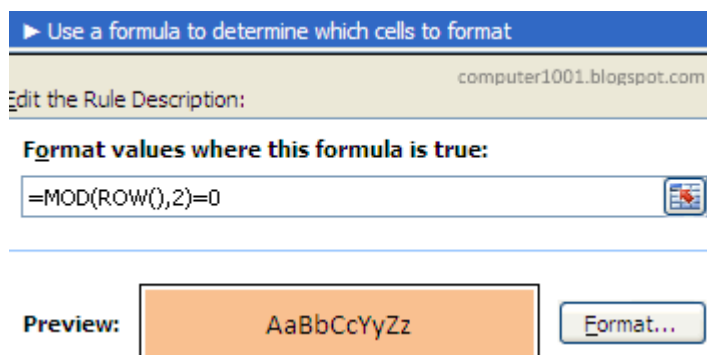 ► Use a formula to determine which cells to format
computer1001.blogspot.com
Edit the Rule Description:
Format values where this formula is true:
=MOD(ROW(),2)=0
Preview: AaBbCcYyZz Format...